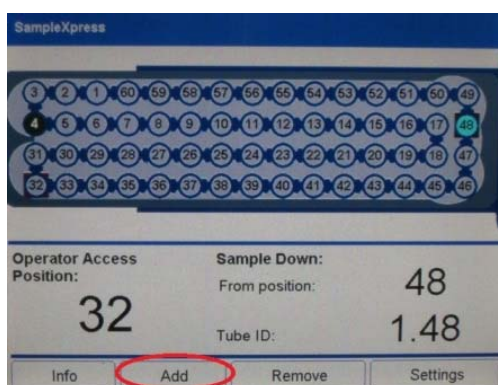 SampleXpress
3 2 1 60 59 58 57 56 55 54 53 52 51 50 49
4 5 6 7 8 9 10 11 12 13 14 15 16 17 48
31 30 29 28 27 26 25 24 23 22 21 20 19 18 47
32 33 34 35 36 37 38 39 40 41 42 43 44 45 46
Operator Access
Position:
32
Sample Down:
From position: 48
Tube ID: 1.48
Info Add Remove Settings